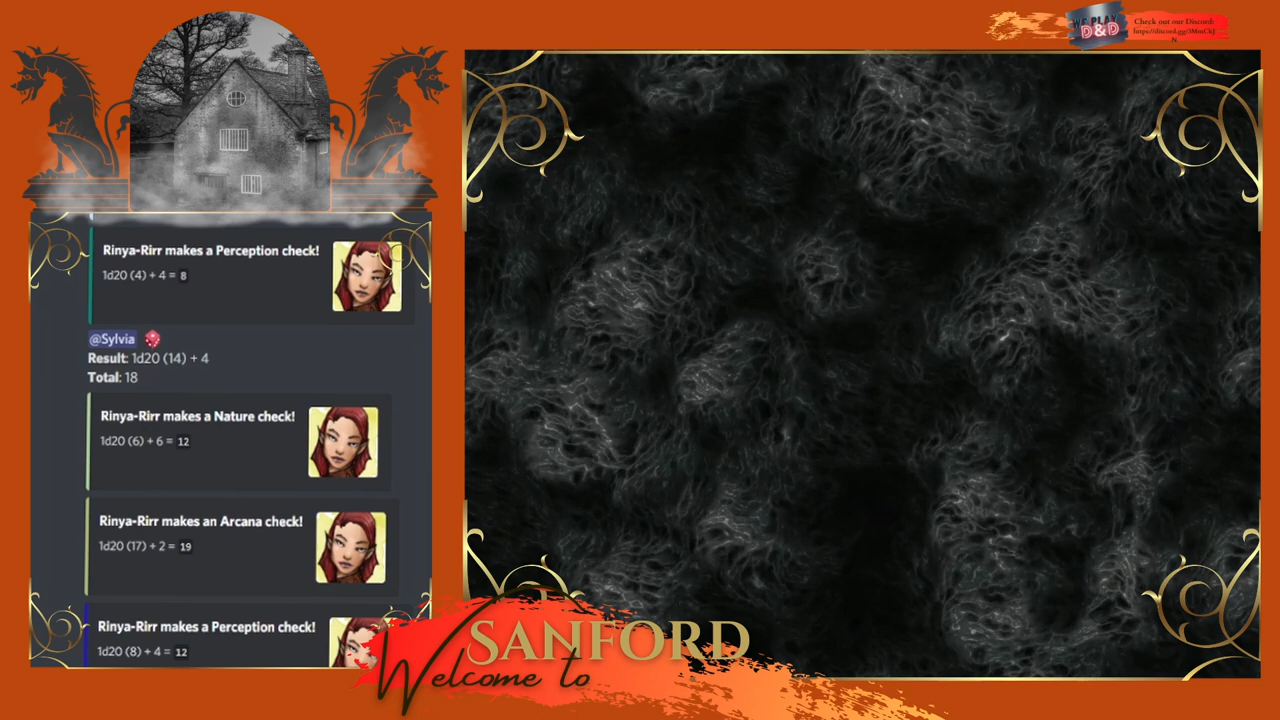 WE PLAY
D&D
Check out our Discord:
Rinya-Rirr makes a Perception check!
1d20 (4) + 4 = 8
@Sylvia
Result: 1d20 (14) + 4
Total: 18
Rinya-Rirr makes a Nature check!
1d20 (6) + 6 = 12
Rinya-Rirr makes an Arcana check!
1d20 (17) + 2 = 19
Rinya-Rirr makes a Perception check!
1d20 (8) + 4 = 12
SANFORD
Welcome to